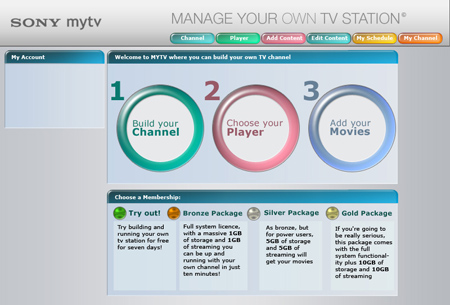 SONY mytv
MANAGE YOUR OWN TV STATION®
Channel
Player
Add Content
Edit Content
My Schedule
My Channel
My Account
Welcome to MYTV where you can build your own TV channel
1
Build your
Channel
2
Choose your
Player
3
Add your
Movies
Choose a Membership:
Try out!
Try building and
running your own
tv station for free
for seven days!
Bronze Package
Full system licence,
with a massive 1GB
of storage and 1GB
of streaming you
can be up and
running with your
own channel in just
ten minutes!
Silver Package
As bronze, but
for power users,
5GB of storage
and 5GB of
streaming will
get your movies
Gold Package
If you're going to
be really serious,
this package comes
with the full
system functional-
ity plus 10GB of
storage and 10GB
of streaming